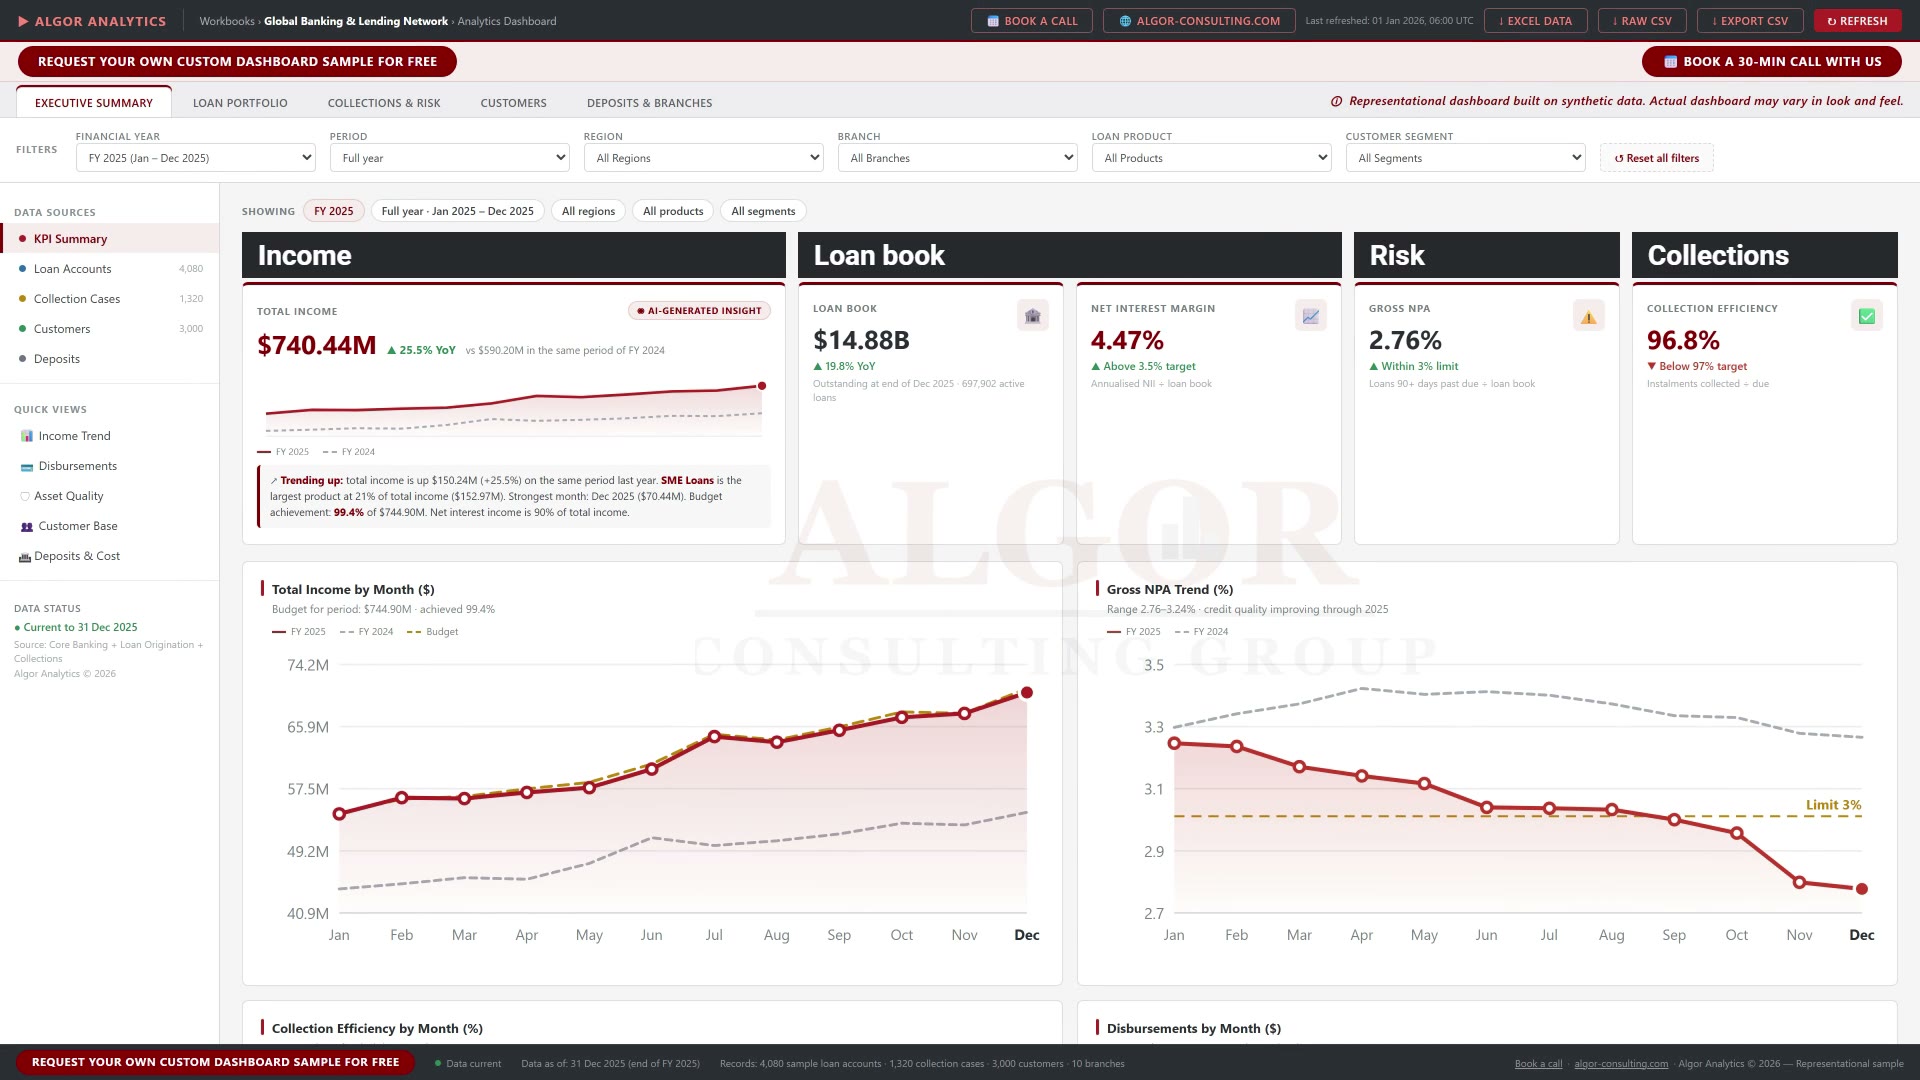 ▶ ALGOR ANALYTICS
Workbooks › Global Banking & Lending Network › Analytics Dashboard
BOOK A CALL
ALGOR-CONSULTING.COM
Last refreshed: 01 Jan 2026, 06:00 UTC
↓ EXCEL DATA
↓ RAW CSV
↓ EXPORT CSV
↻ REFRESH
REQUEST YOUR OWN CUSTOM DASHBOARD SAMPLE FOR FREE
BOOK A 30-MIN CALL WITH US
EXECUTIVE SUMMARY
LOAN PORTFOLIO
COLLECTIONS & RISK
CUSTOMERS
DEPOSITS & BRANCHES
ⓘ Representational dashboard built on synthetic data. Actual dashboard may vary in look and feel.
FILTERS
FINANCIAL YEAR
FY 2025 (Jan – Dec 2025)
PERIOD
Full year
REGION
All Regions
BRANCH
All Branches
LOAN PRODUCT
All Products
CUSTOMER SEGMENT
All Segments
↺ Reset all filters
DATA SOURCES
KPI Summary
Loan Accounts 4,080
Collection Cases 1,320
Customers 3,000
Deposits
QUICK VIEWS
Income Trend
Disbursements
Asset Quality
Customer Base
Deposits & Cost
DATA STATUS
● Current to 31 Dec 2025
Source: Core Banking + Loan Origination +
Collections
Algor Analytics © 2026
SHOWING
FY 2025
Full year · Jan 2025 – Dec 2025
All regions
All products
All segments
Income
Loan book
Risk
Collections
TOTAL INCOME
AI-GENERATED INSIGHT
$740.44M ▲ 25.5% YoY vs $590.20M in the same period of FY 2024
FY 2025 FY 2024
↗ Trending up: total income is up $150.24M (+25.5%) on the same period last year. SME Loans is the
largest product at 21% of total income ($152.97M). Strongest month: Dec 2025 ($70.44M). Budget
achievement: 99.4% of $744.90M. Net interest income is 90% of total income.
LOAN BOOK
$14.88B
▲ 19.8% YoY
Outstanding at end of Dec 2025 · 697,902 active
loans
NET INTEREST MARGIN
4.47%
▲ Above 3.5% target
Annualised NII ÷ loan book
GROSS NPA
2.76%
▲ Within 3% limit
Loans 90+ days past due ÷ loan book
COLLECTION EFFICIENCY
96.8%
▼ Below 97% target
Instalments collected ÷ due
ALGOR
CONSULTING GROUP
Total Income by Month ($)
Budget for period: $744.90M · achieved 99.4%
FY 2025 FY 2024 Budget
74.2M
65.9M
57.5M
49.2M
40.9M
Jan Feb Mar Apr May Jun Jul Aug Sep Oct Nov Dec
Gross NPA Trend (%)
Range 2.76–3.24% · credit quality improving through 2025
FY 2025 FY 2024
3.5
3.3
3.1
Limit 3%
2.9
2.7
Jan Feb Mar Apr May Jun Jul Aug Sep Oct Nov Dec
Collection Efficiency by Month (%)
Disbursements by Month ($)
REQUEST YOUR OWN CUSTOM DASHBOARD SAMPLE FOR FREE
● Data current
Data as of: 31 Dec 2025 (end of FY 2025)
Records: 4,080 sample loan accounts · 1,320 collection cases · 3,000 customers · 10 branches
Book a call · algor-consulting.com · Algor Analytics © 2026 — Representational sample